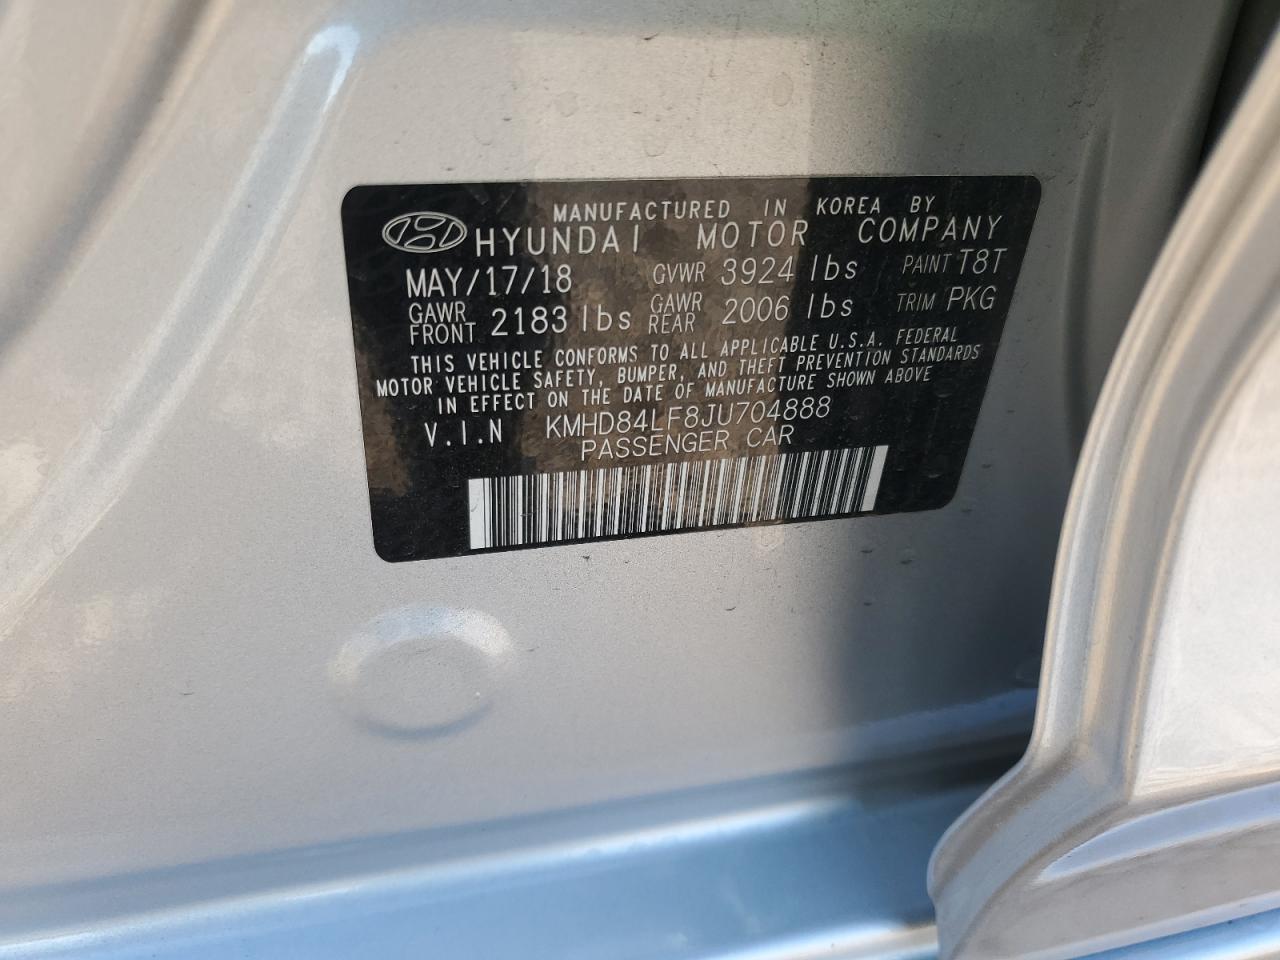 MANUFACTURED IN KOREA BY
HYUNDAI MOTOR COMPANY
MAY/17/18 GVWR 3924 lbs PAINT T8T
GAWR FRONT 2183 lbs GAWR REAR 2006 lbs TRIM PKG
THIS VEHICLE CONFORMS TO ALL APPLICABLE U.S.A. FEDERAL
MOTOR VEHICLE SAFETY, BUMPER, AND THEFT PREVENTION STANDARDS
IN EFFECT ON THE DATE OF MANUFACTURE SHOWN ABOVE
V.I.N KMHD84LF8JU704888
PASSENGER CAR